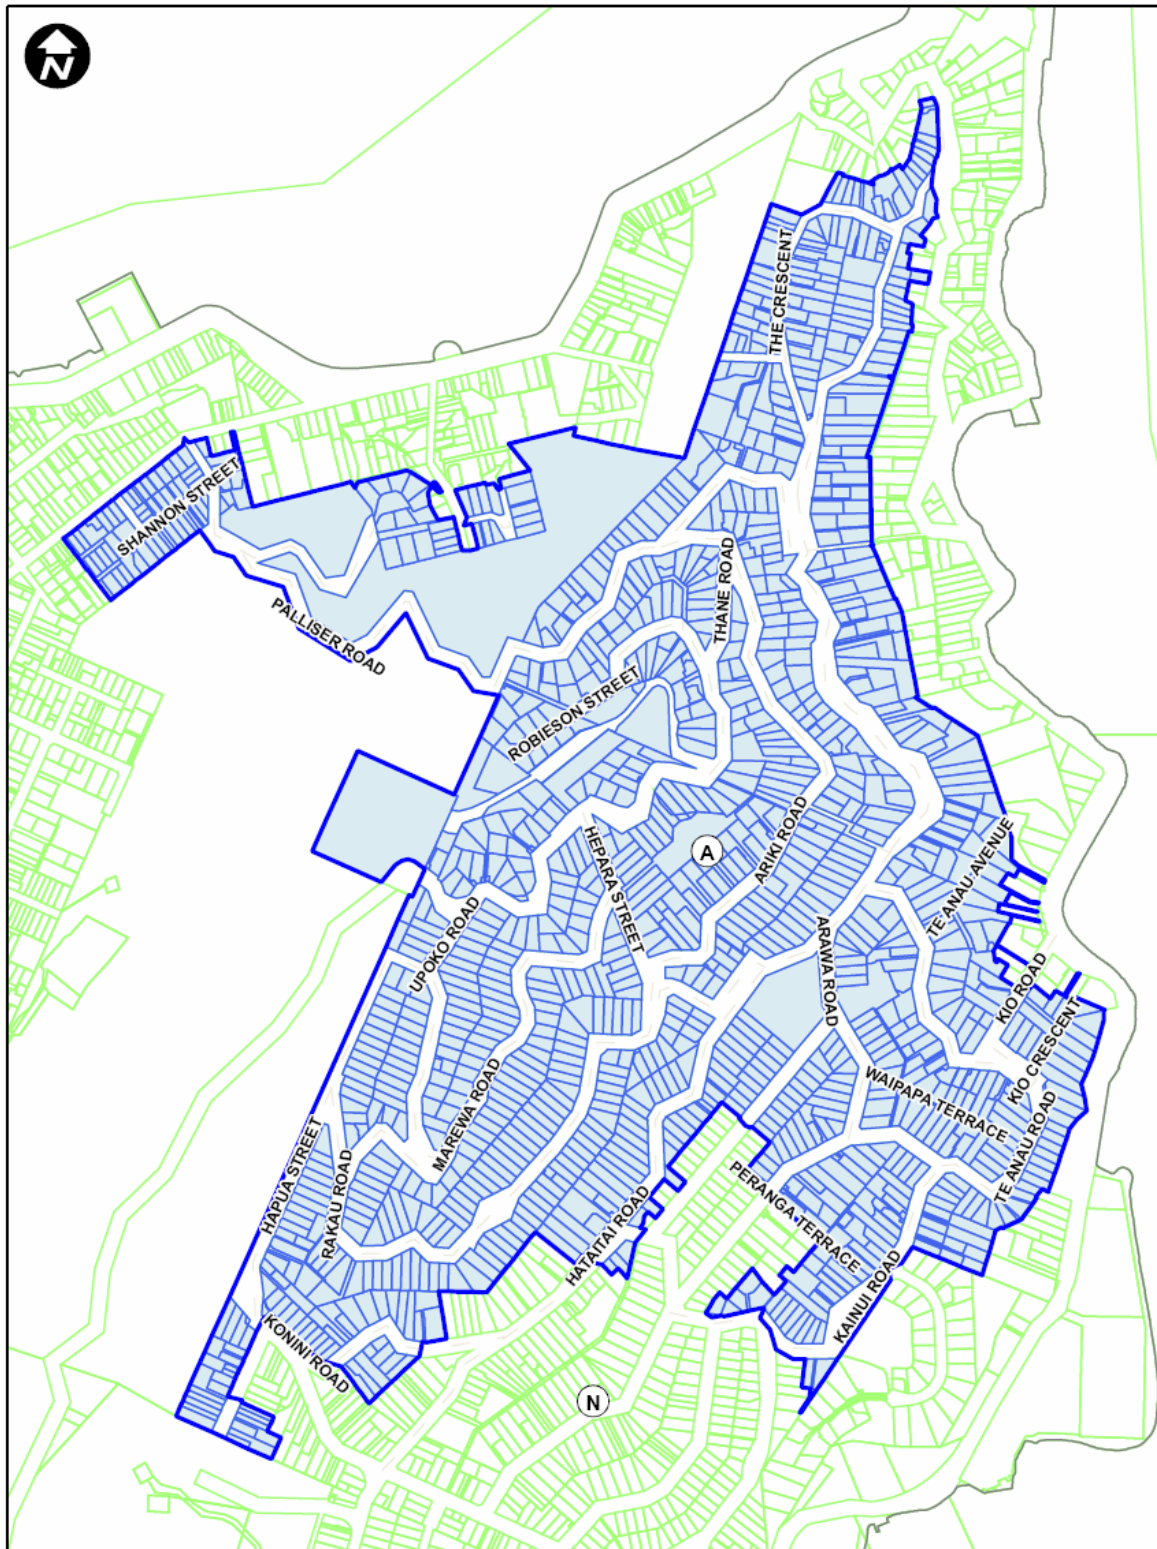 N
THE CRESCENT
SHANNON STREET
PALLISER ROAD
THANE ROAD
ROBIESON STREET
HEPARA STREET
A
ARIKI ROAD
TE ANAU AVENUE
UPOKO ROAD
ARAWA ROAD
KIO ROAD
KIO CRESCENT
MAREWA ROAD
WAIPAPA TERRACE
TE ANAU ROAD
HAPUA STREET
RAKAU ROAD
HATAITAI ROAD
PERANGA TERRACE
KAINUI ROAD
KONINI ROAD
N